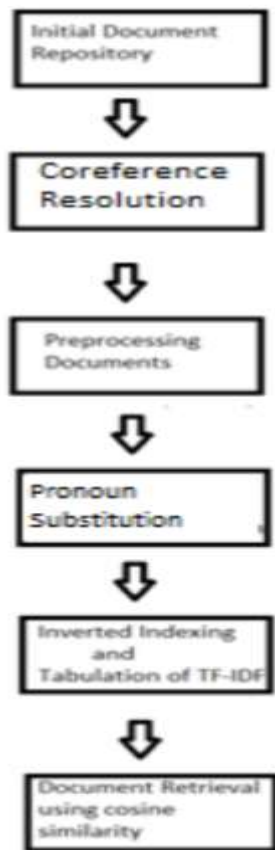 Initial Document
Repository
Coreference
Resolution
Preprocessing
Documents
Pronoun
Substitution
Inverted Indexing
and
Tabulation of TF-IDF
Document Retrieval
using cosine
similarity